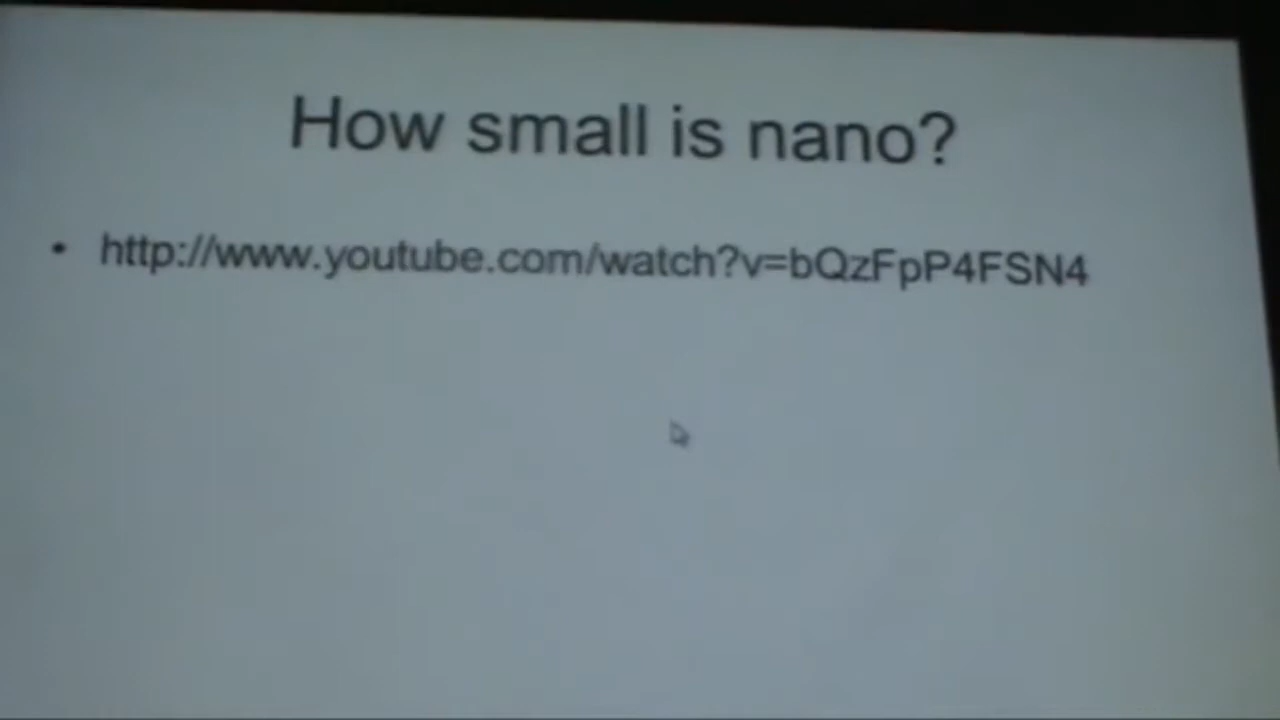 How small is nano?
• http://www.youtube.com/watch?v=bQzFpP4FSN4